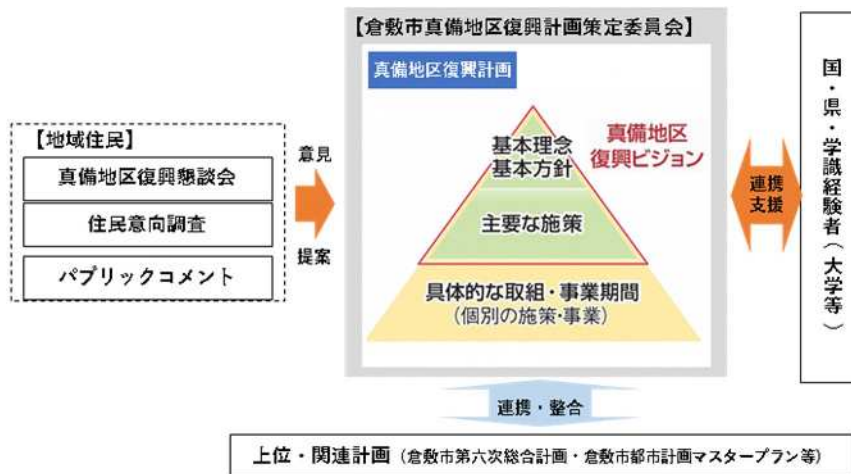 【倉敷市真備地区復興計画策定委員会】
真備地区復興計画
【地域住民】
真備地区復興懇談会
住民意向調査
パブリックコメント
意見
提案
基本理念
基本方針
真備地区
復興ビジョン
主要な施策
具体的な取組・事業期間
(個別の施策・事業)
連携
支援
国・県・学識経験者(大学等)
連携・整合
上位・関連計画（倉敷市第六次総合計画・倉敷市都市計画マスタープラン等）